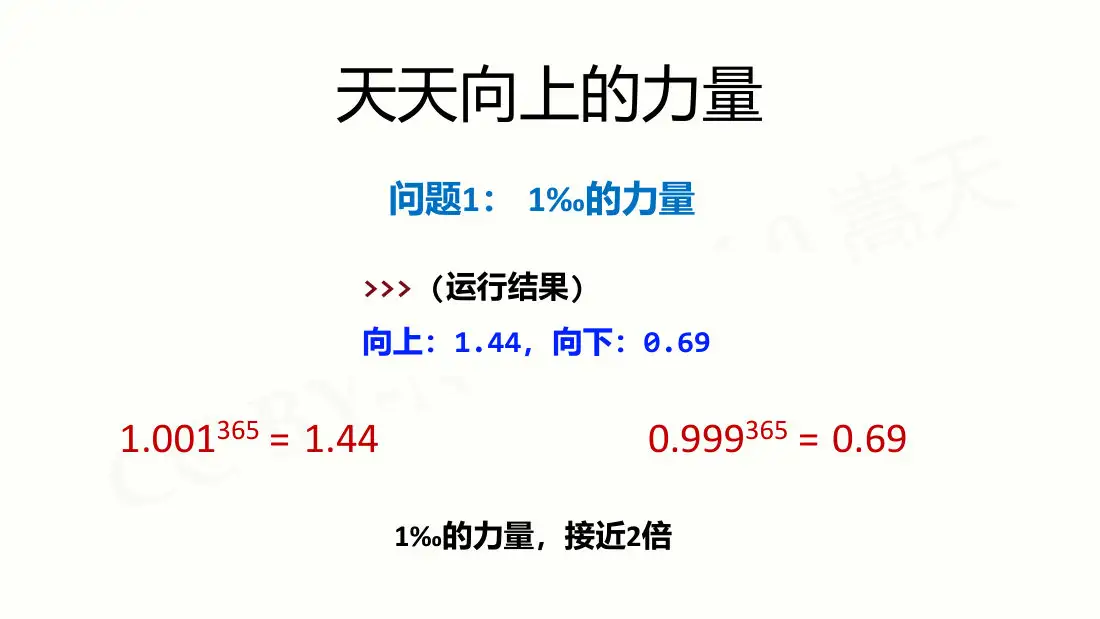 天天向上的力量
问题1： 1‰的力量
>>>（运行结果）
向上：1.44，向下：0.69
1.001³⁶⁵ = 1.44
0.999³⁶⁵ = 0.69
1‰的力量，接近2倍
嵩天